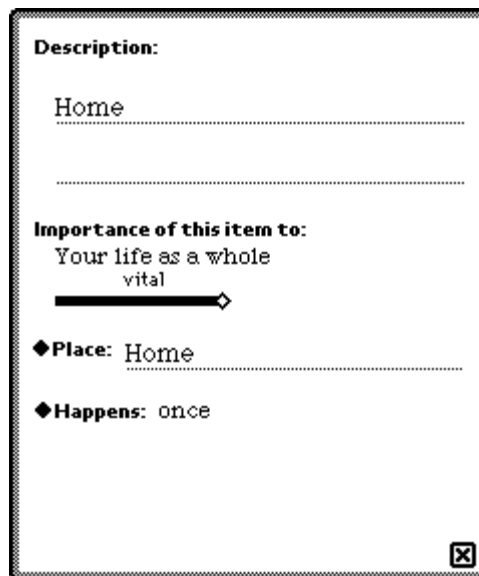 Description:
Home
Importance of this item to:
Your life as a whole
vital
◆Place: Home
◆Happens: once